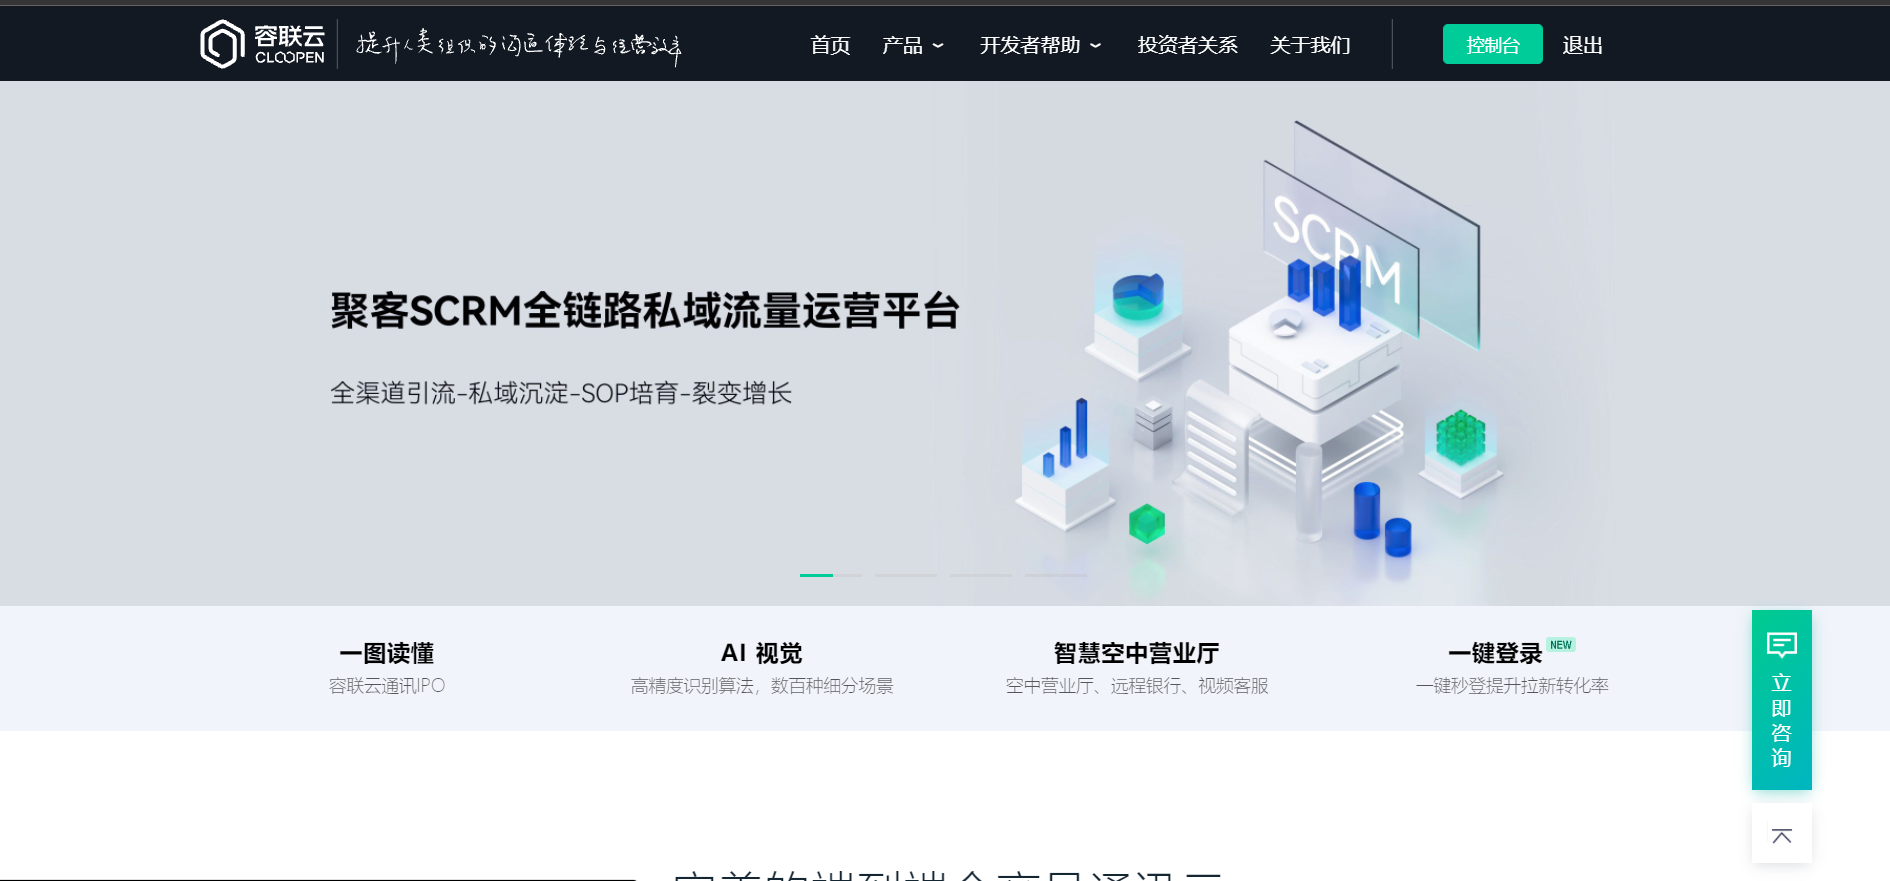 容联云
CLOOPEN
提升人类组织的沟通体验与经营效率
首页 产品 开发者帮助 投资者关系 关于我们 控制台 退出
SCRM
聚客SCRM全链路私域流量运营平台
全渠道引流-私域沉淀-SOP培育-裂变增长
一图读懂
容联云通讯IPO
AI 视觉
高精度识别算法，数百种细分场景
智慧空中营业厅
空中营业厅、远程银行、视频客服
一键登录 NEW
一键秒登提升拉新转化率
立即咨询